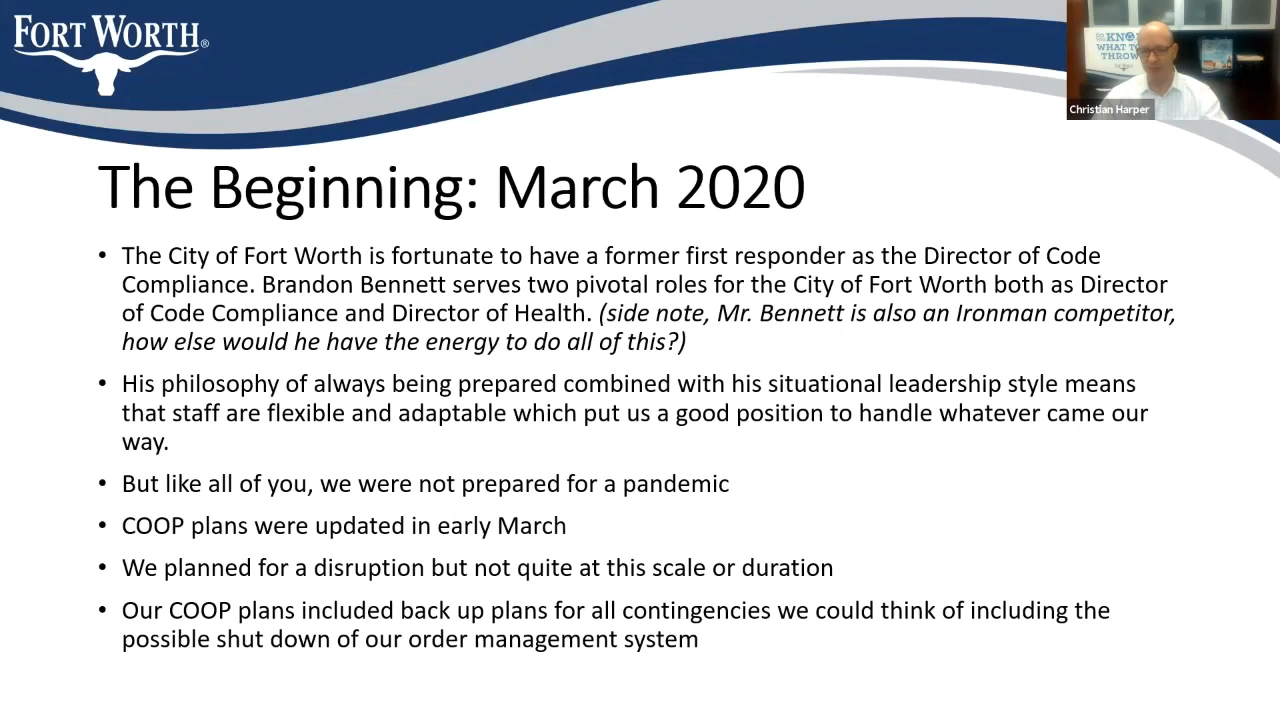 FORT WORTH®
Christian Harper
KNOW
WHAT TO
THROW
The Beginning: March 2020
• The City of Fort Worth is fortunate to have a former first responder as the Director of Code
Compliance. Brandon Bennett serves two pivotal roles for the City of Fort Worth both as Director
of Code Compliance and Director of Health. (side note, Mr. Bennett is also an Ironman competitor,
how else would he have the energy to do all of this?)
• His philosophy of always being prepared combined with his situational leadership style means
that staff are flexible and adaptable which put us a good position to handle whatever came our
way.
• But like all of you, we were not prepared for a pandemic
• COOP plans were updated in early March
• We planned for a disruption but not quite at this scale or duration
• Our COOP plans included back up plans for all contingencies we could think of including the
possible shut down of our order management system